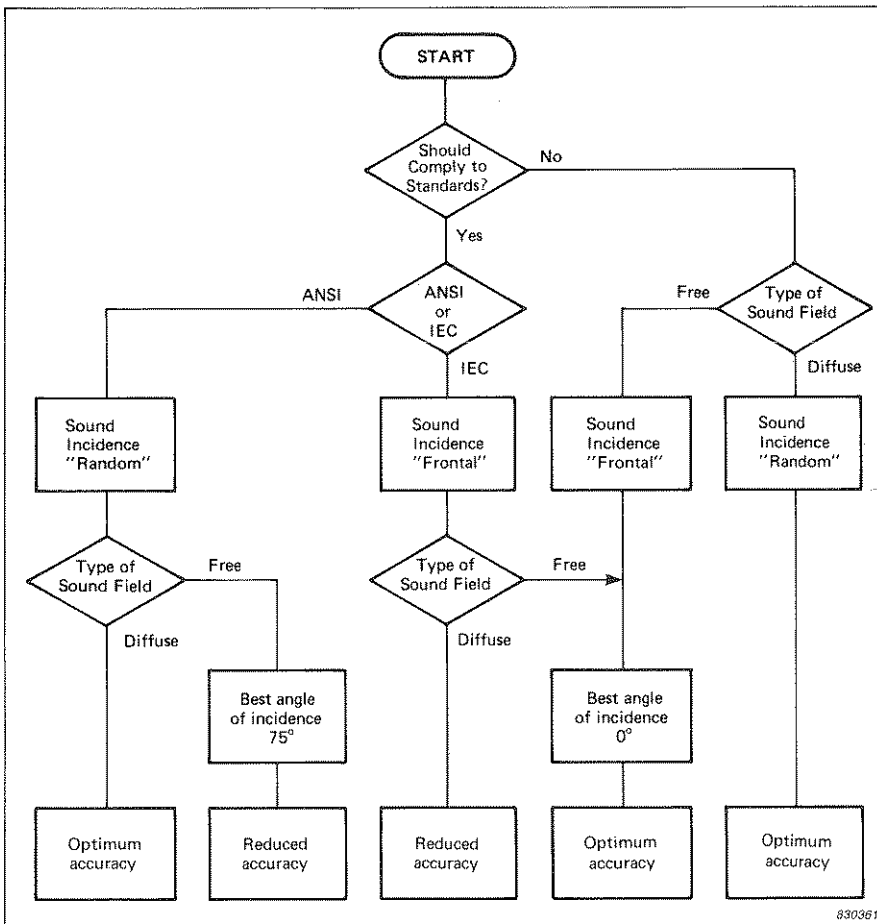 START
Should
Comply to
Standards?
No
Yes
ANSI
ANSI
or
IEC
Free
Type of
Sound Field
IEC
Diffuse
Sound
Incidence
"Random"
Sound
Incidence
"Frontal"
Sound
Incidence
"Frontal"
Sound
Incidence
"Random"
Type of
Sound Field
Free
Diffuse
Type of
Sound Field
Free
Diffuse
Best angle
of incidence
75°
Best angle
of incidence
0°
Optimum
accuracy
Reduced
accuracy
Reduced
accuracy
Optimum
accuracy
Optimum
accuracy
830361